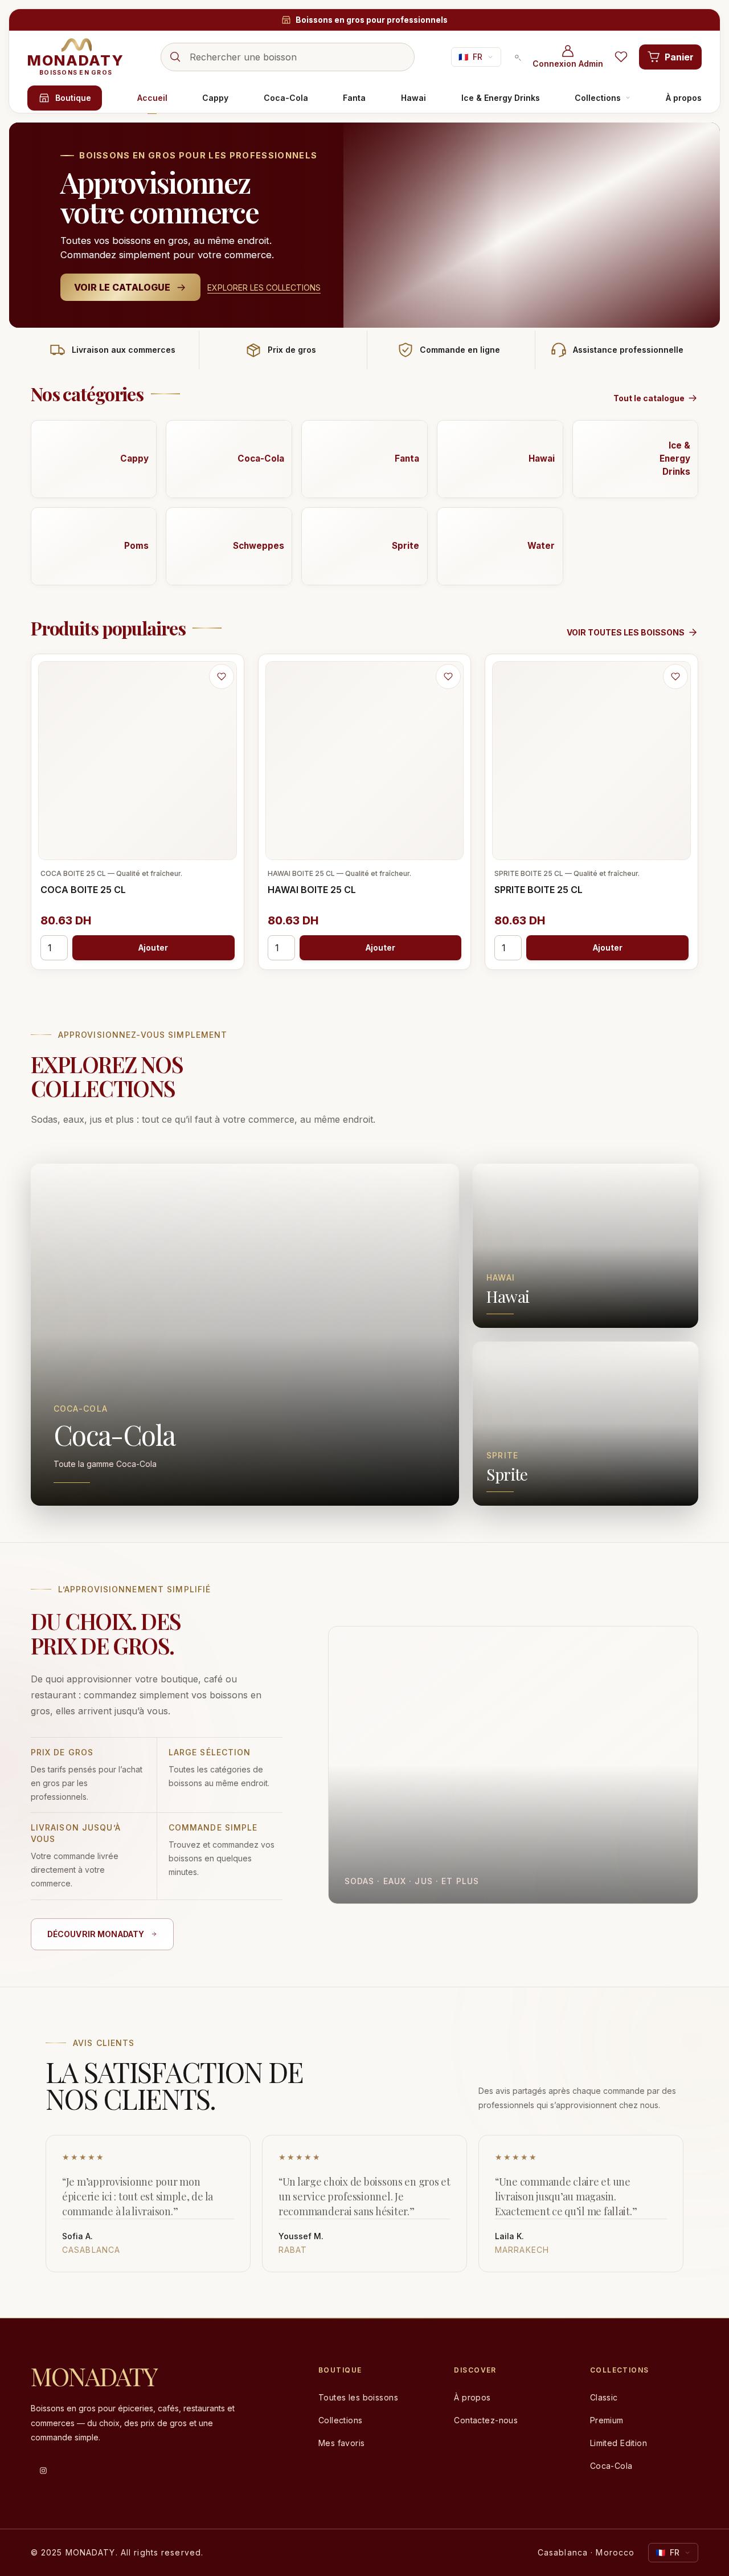 Boissons en gros pour professionnels
MONADATY
BOISSONS EN GROS
Rechercher une boisson
FR
Connexion Admin
Panier
Boutique
Accueil
Cappy
Coca-Cola
Fanta
Hawai
Ice & Energy Drinks
Collections
À propos
BOISSONS EN GROS POUR LES PROFESSIONNELS
Approvisionnez
votre commerce
Toutes vos boissons en gros, au même endroit.
Commandez simplement pour votre commerce.
VOIR LE CATALOGUE
EXPLORER LES COLLECTIONS
Livraison aux commerces
Prix de gros
Commande en ligne
Assistance professionnelle
Nos catégories
Tout le catalogue
Cappy
Coca-Cola
Fanta
Hawai
Ice &
Energy
Drinks
Poms
Schweppes
Sprite
Water
Produits populaires
VOIR TOUTES LES BOISSONS
COCA BOITE 25 CL — Qualité et fraîcheur.
COCA BOITE 25 CL
80.63 DH
1
Ajouter
HAWAI BOITE 25 CL — Qualité et fraîcheur.
HAWAI BOITE 25 CL
80.63 DH
1
Ajouter
SPRITE BOITE 25 CL — Qualité et fraîcheur.
SPRITE BOITE 25 CL
80.63 DH
1
Ajouter
APPROVISIONNEZ-VOUS SIMPLEMENT
EXPLOREZ NOS
COLLECTIONS
Sodas, eaux, jus et plus : tout ce qu’il faut à votre commerce, au même endroit.
COCA-COLA
Coca-Cola
Toute la gamme Coca-Cola
HAWAI
Hawai
SPRITE
Sprite
L’APPROVISIONNEMENT SIMPLIFIÉ
DU CHOIX. DES
PRIX DE GROS.
De quoi approvisionner votre boutique, café ou
restaurant : commandez simplement vos boissons en
gros, elles arrivent jusqu’à vous.
PRIX DE GROS
Des tarifs pensés pour l’achat
en gros par les
professionnels.
LARGE SÉLECTION
Toutes les catégories de
boissons au même endroit.
LIVRAISON JUSQU’À
VOUS
Votre commande livrée
directement à votre
commerce.
COMMANDE SIMPLE
Trouvez et commandez vos
boissons en quelques
minutes.
DÉCOUVRIR MONADATY
SODAS · EAUX · JUS · ET PLUS
AVIS CLIENTS
LA SATISFACTION DE
NOS CLIENTS.
Des avis partagés après chaque commande par des
professionnels qui s’approvisionnent chez nous.
★★★★★
“Je m’approvisionne pour mon
épicerie ici : tout est simple, de la
commande à la livraison.”
Sofia A.
CASABLANCA
★★★★★
“Un large choix de boissons en gros et
un service professionnel. Je
recommanderai sans hésiter.”
Youssef M.
RABAT
★★★★★
“Une commande claire et une
livraison jusqu’au magasin.
Exactement ce qu’il me fallait.”
Laila K.
MARRAKECH
MONADATY
Boissons en gros pour épiceries, cafés, restaurants et
commerces — du choix, des prix de gros et une
commande simple.
BOUTIQUE
Toutes les boissons
Collections
Mes favoris
DISCOVER
À propos
Contactez-nous
COLLECTIONS
Classic
Premium
Limited Edition
Coca-Cola
© 2025 MONADATY. All rights reserved.
Casablanca · Morocco
FR